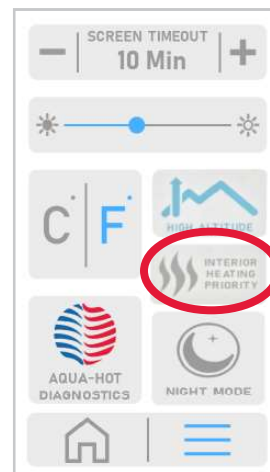 SCREEN TIMEOUT
10 Min
C° F°
HIGH ALTITUDE
INTERIOR
HEATING
PRIORITY
AQUA-HOT
DIAGNOSTICS
NIGHT MODE